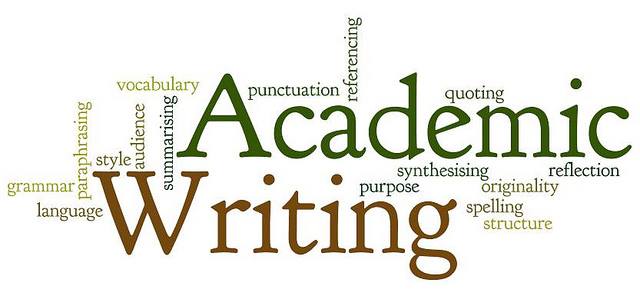 referencing
vocabulary
punctuation
quoting
Academic
paraphrasing
audience
summarising
style
synthesising
reflection
grammar
purpose
originality
language
Writing
spelling
structure